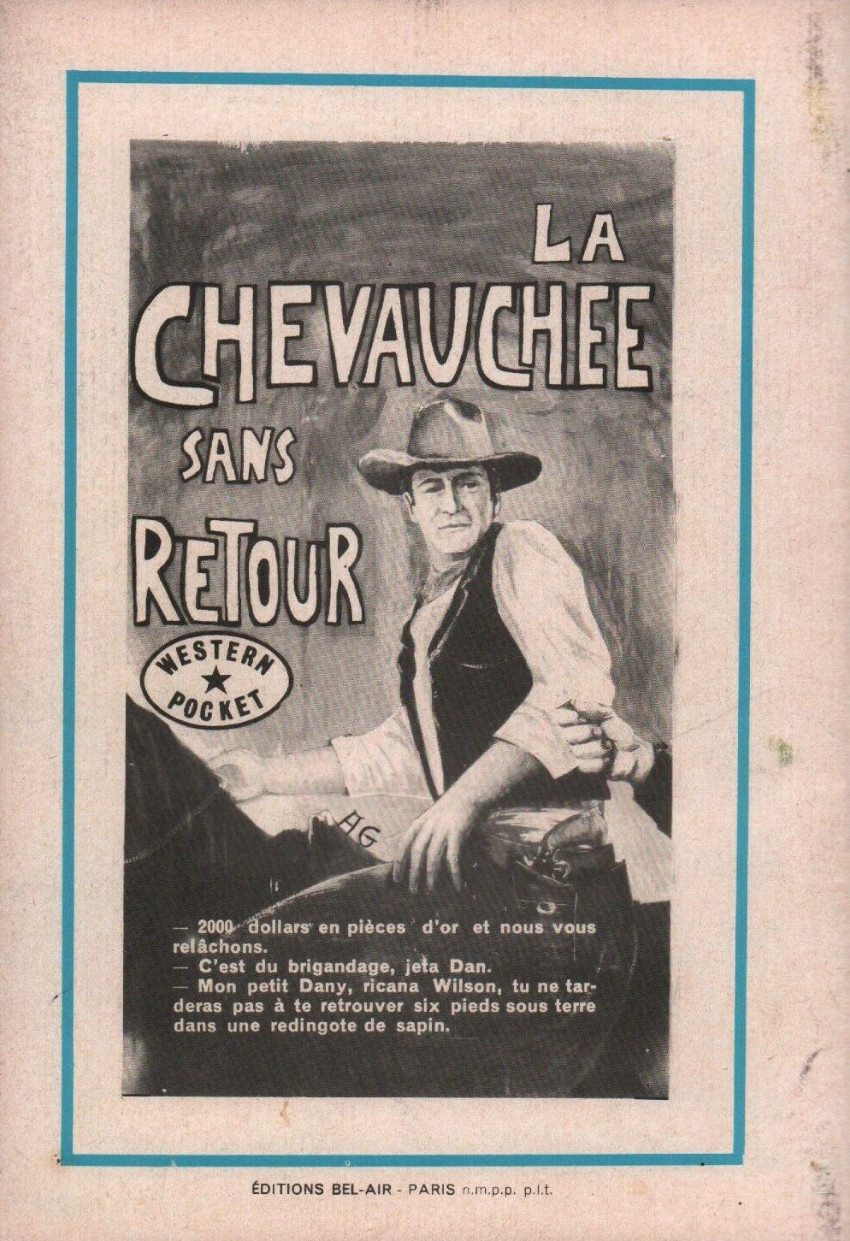 LA
CHEVAUCHEE
SANS
RETOUR
WESTERN
POCKET
AG
— 2000 dollars en pièces d'or et nous vous
relâchons.
— C'est du brigandage, jeta Dan.
— Mon petit Dany, ricana Wilson, tu ne tar-
deras pas à te retrouver six pieds sous terre
dans une redingote de sapin.
ÉDITIONS BEL-AIR - PARIS n.m.p.p. p.l.t.